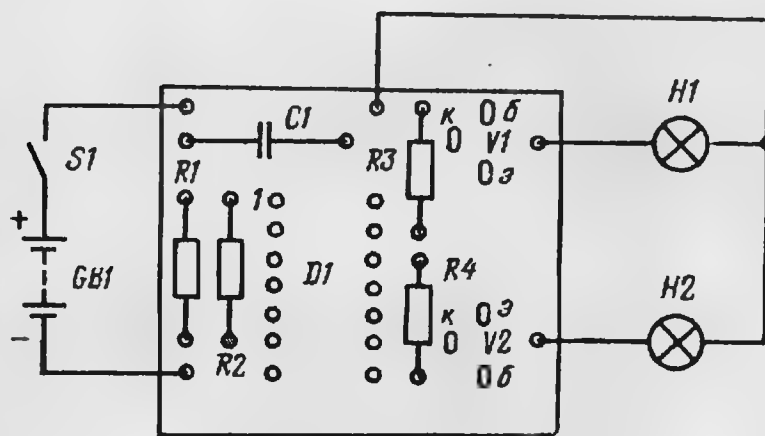 H1
C1
к б
V1
э
S1
R1
R3
1
+
GB1
D1
R4
H2
к э
V2
-
R2
б